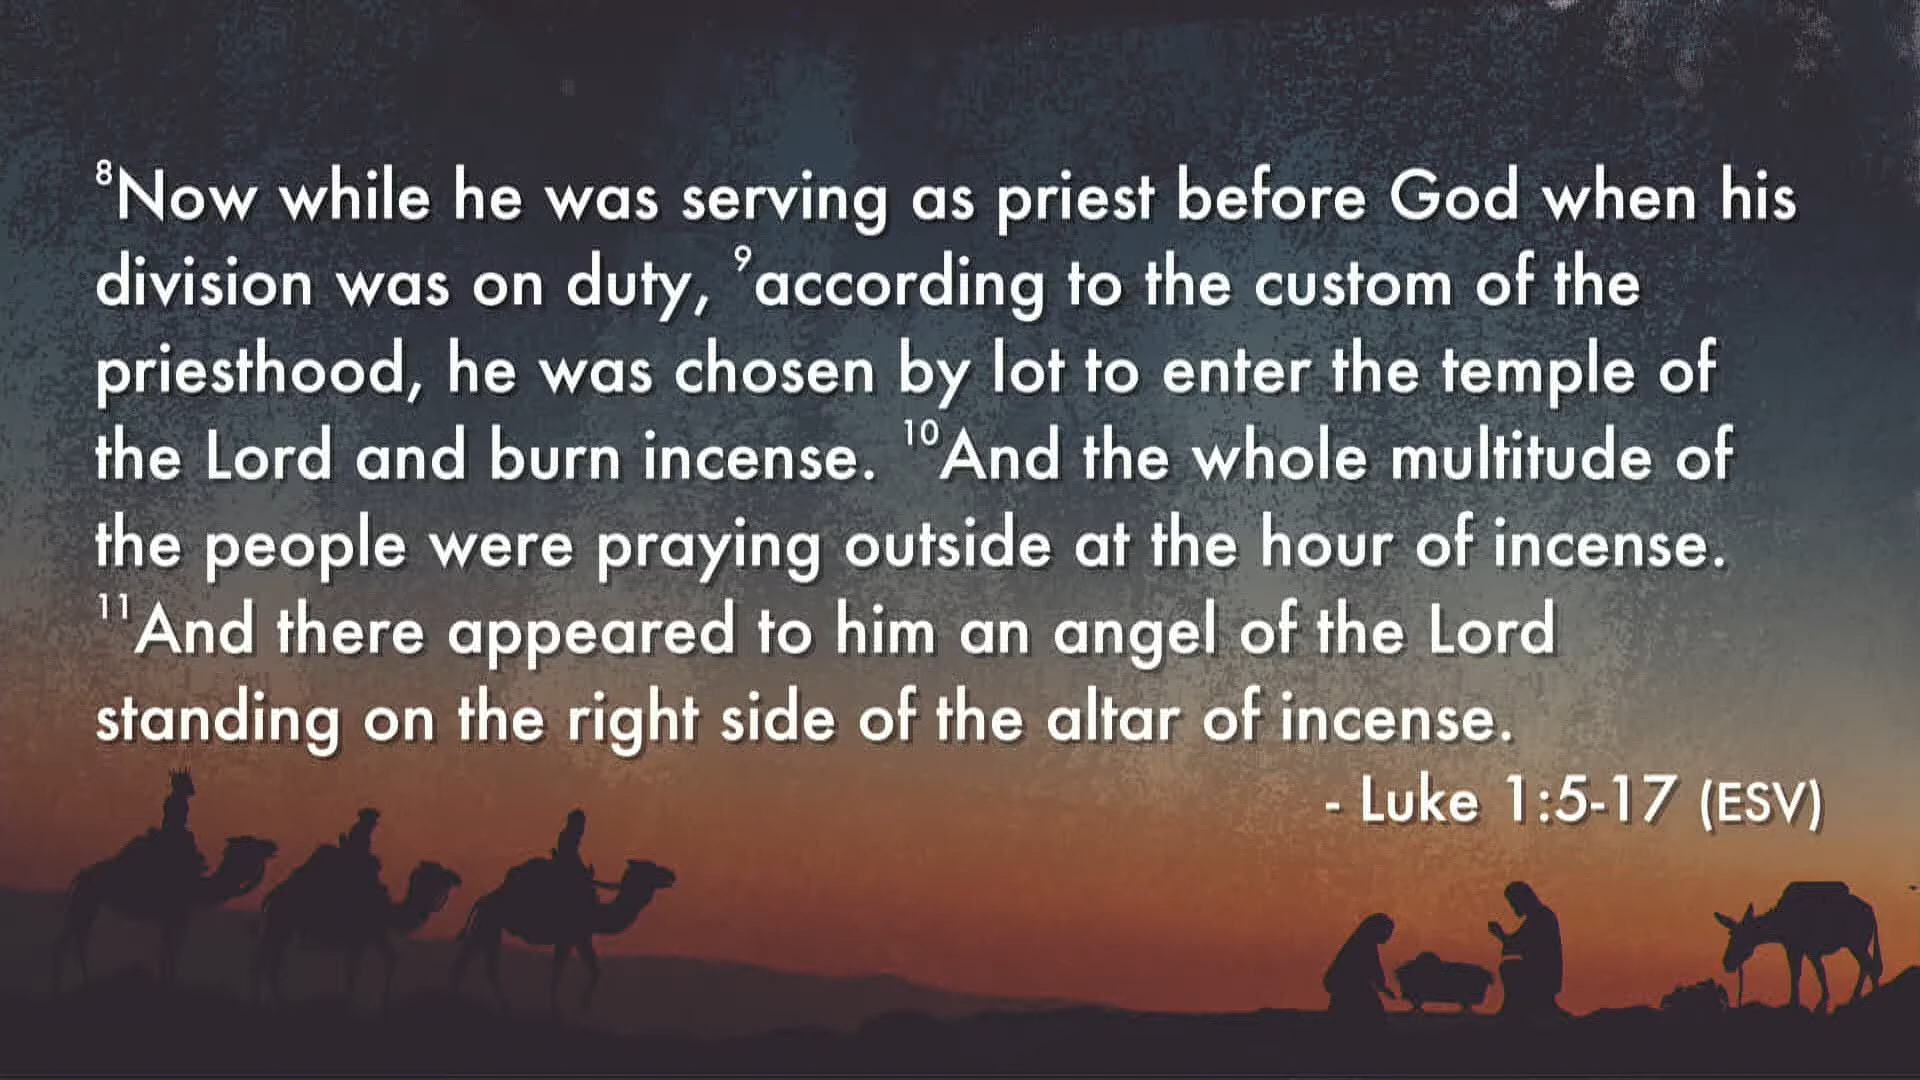 ⁸Now while he was serving as priest before God when his
division was on duty, ⁹according to the custom of the
priesthood, he was chosen by lot to enter the temple of
the Lord and burn incense. ¹⁰And the whole multitude of
the people were praying outside at the hour of incense.
¹¹And there appeared to him an angel of the Lord
standing on the right side of the altar of incense.
- Luke 1:5-17 (ESV)